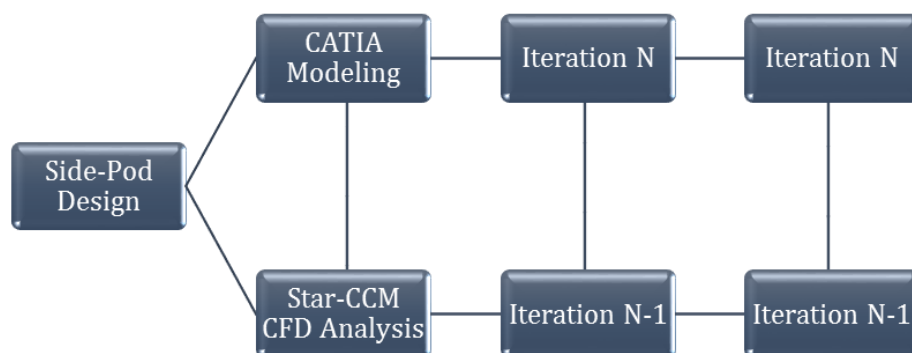 CATIA
Modeling
Iteration N
Iteration N
Side-Pod
Design
Star-CCM
CFD Analysis
Iteration N-1
Iteration N-1